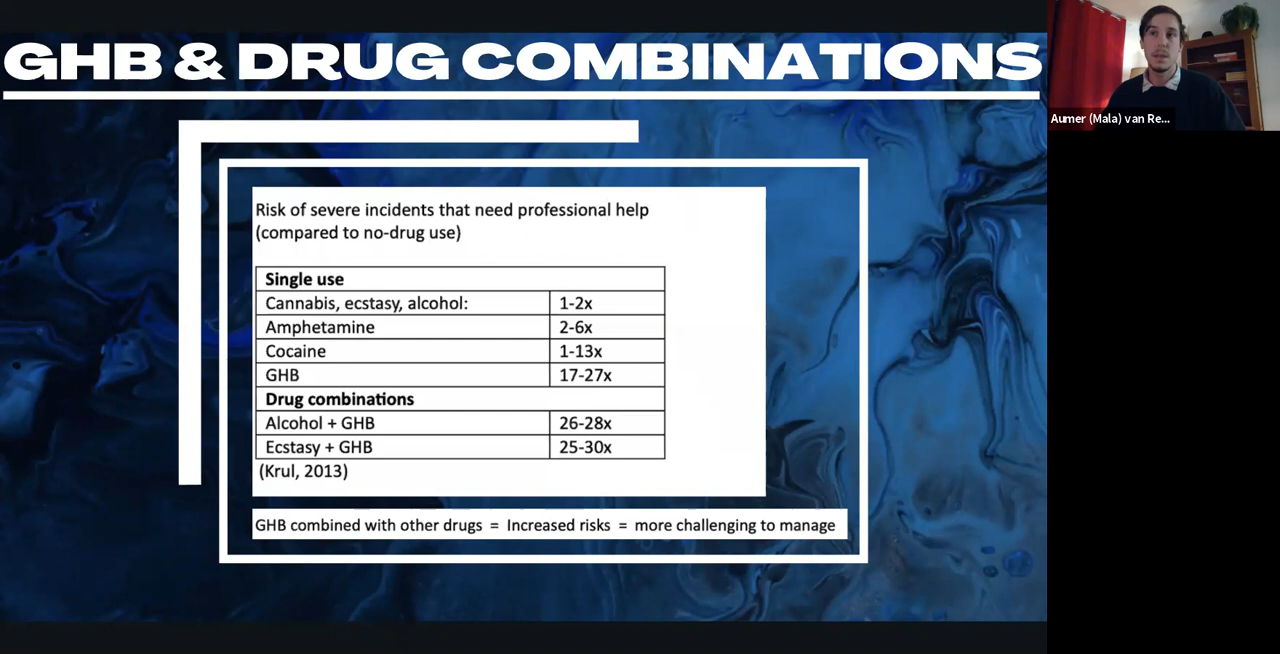 GHB & DRUG COMBINATIONS
Aumer (Mala) van Re...
Risk of severe incidents that need professional help
(compared to no-drug use)
Single use
Cannabis, ecstasy, alcohol: 1-2x
Amphetamine 2-6x
Cocaine 1-13x
GHB 17-27x
Drug combinations
Alcohol + GHB 26-28x
Ecstasy + GHB 25-30x
(Krul, 2013)
GHB combined with other drugs = Increased risks = more challenging to manage